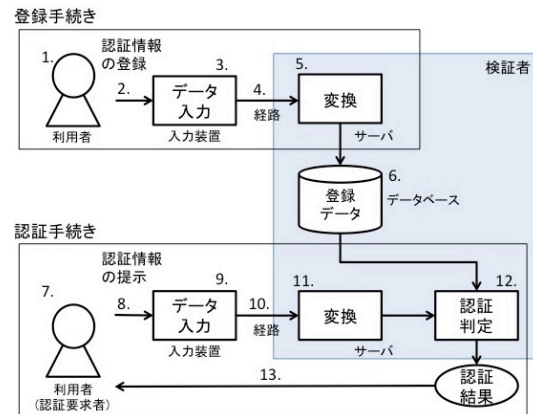 登録手続き
検証者
1.
認証情報
の登録
2.
3.
データ
入力
4.
経路
5.
変換
利用者
入力装置
サーバ
6.
登録
データ
データベース
認証手続き
7.
認証情報
の提示
8.
9.
データ
入力
10.
経路
11.
変換
12.
認証
判定
入力装置
サーバ
利用者
(認証要求者)
13.
認証
結果